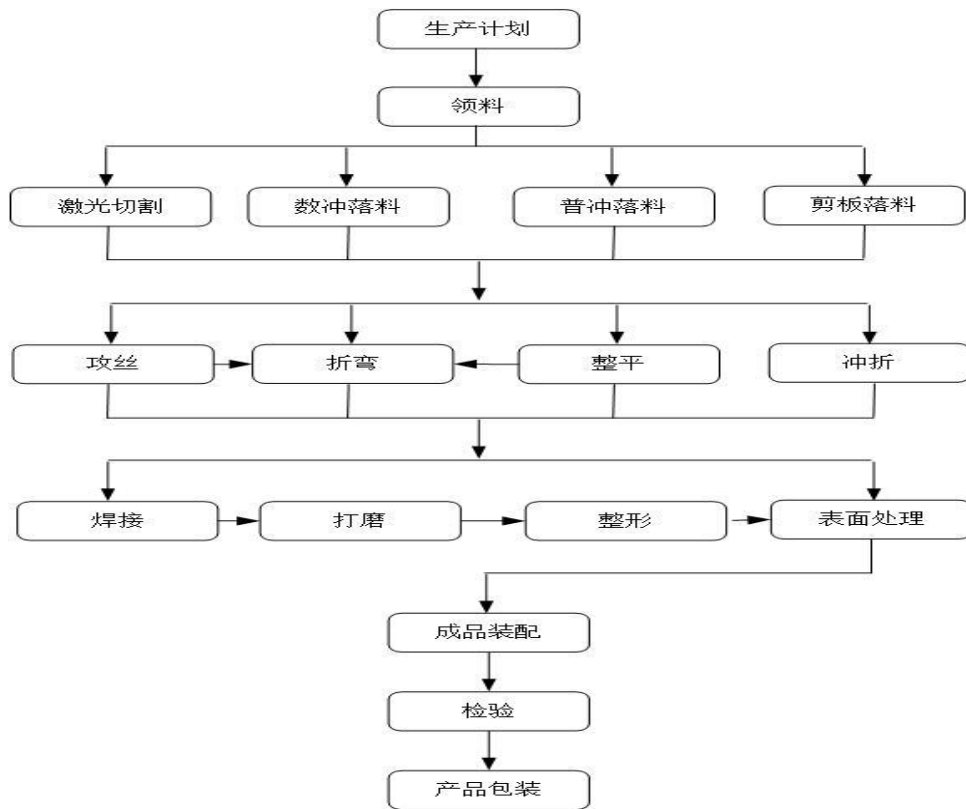 生产计划
领料
激光切割
数冲落料
普冲落料
剪板落料
攻丝
折弯
整平
冲折
焊接
打磨
整形
表面处理
成品装配
检验
产品包装